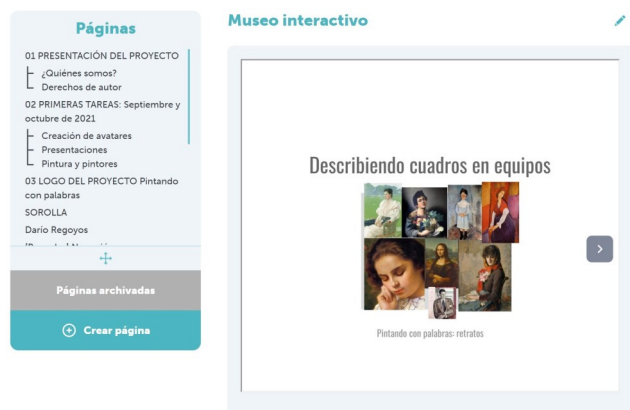 Páginas
01 PRESENTACIÓN DEL PROYECTO
¿Quiénes somos?
Derechos de autor
02 PRIMERAS TAREAS: Septiembre y
octubre de 2021
Creación de avatares
Presentaciones
Pintura y pintores
03 LOGO DEL PROYECTO Pintando
con palabras
SOROLLA
Darío Regoyos
Páginas archivadas
Crear página
Museo interactivo
Describiendo cuadros en equipos
Pintando con palabras: retratos